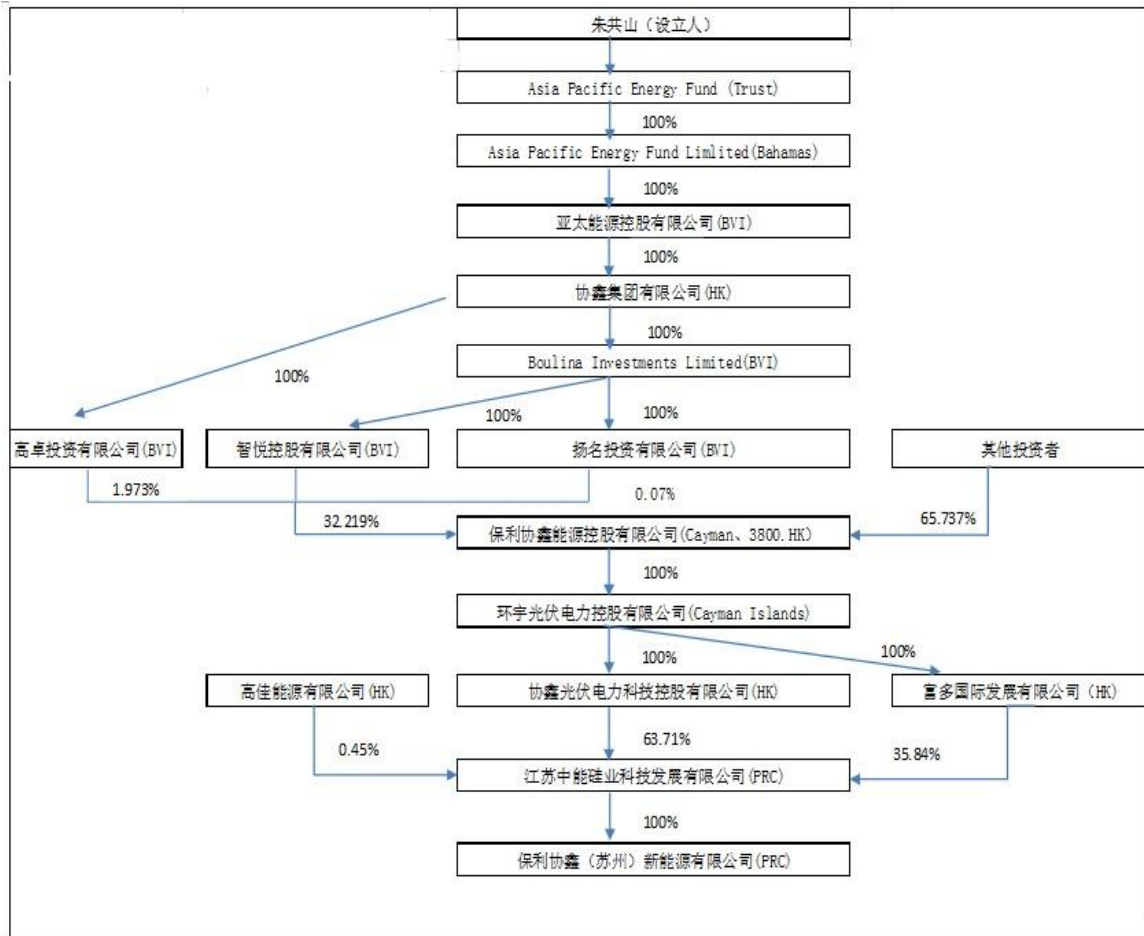 朱共山（设立人）
Asia Pacific Energy Fund (Trust)
100%
Asia Pacific Energy Fund Limlited(Bahamas)
100%
亚太能源控股有限公司(BVI)
100%
协鑫集团有限公司(HK)
100%
Boulina Investments Limited(BVI)
100%
100%
100%
高卓投资有限公司(BVI)
智悦控股有限公司(BVI)
扬名投资有限公司(BVI)
其他投资者
1.973%
0.07%
32.219%
65.737%
保利协鑫能源控股有限公司(Cayman、3800.HK)
100%
环宇光伏电力控股有限公司(Cayman Islands)
100%
100%
高佳能源有限公司(HK)
协鑫光伏电力科技控股有限公司(HK)
富多国际发展有限公司（HK)
0.45%
63.71%
35.84%
江苏中能硅业科技发展有限公司(PRC)
100%
保利协鑫（苏州）新能源有限公司(PRC)